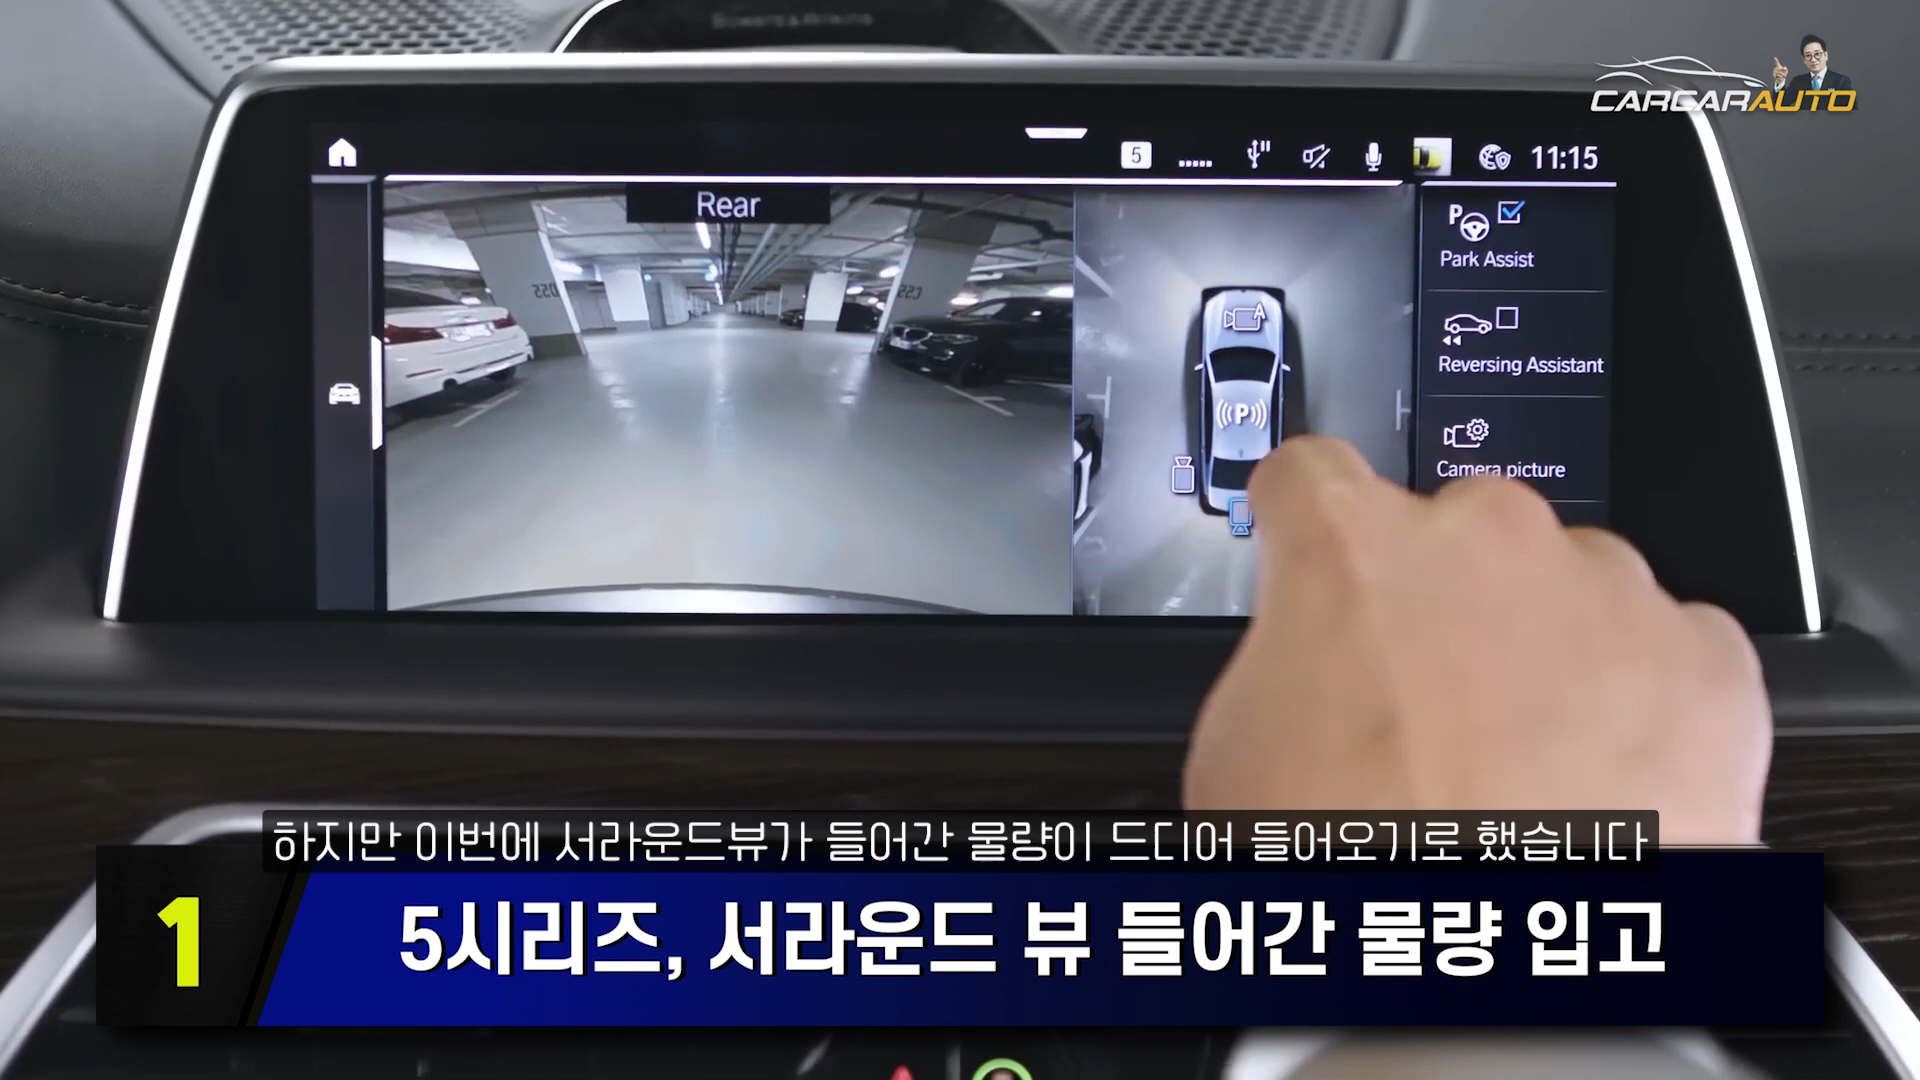 Bowers & Wilkins
CARCARAUTO
5
11:15
Rear
P
Park Assist
Reversing Assistant
Camera picture
A
P
하지만 이번에 서라운드뷰가 들어간 물량이 드디어 들어오기로 했습니다
1
5시리즈, 서라운드 뷰 들어간 물량 입고